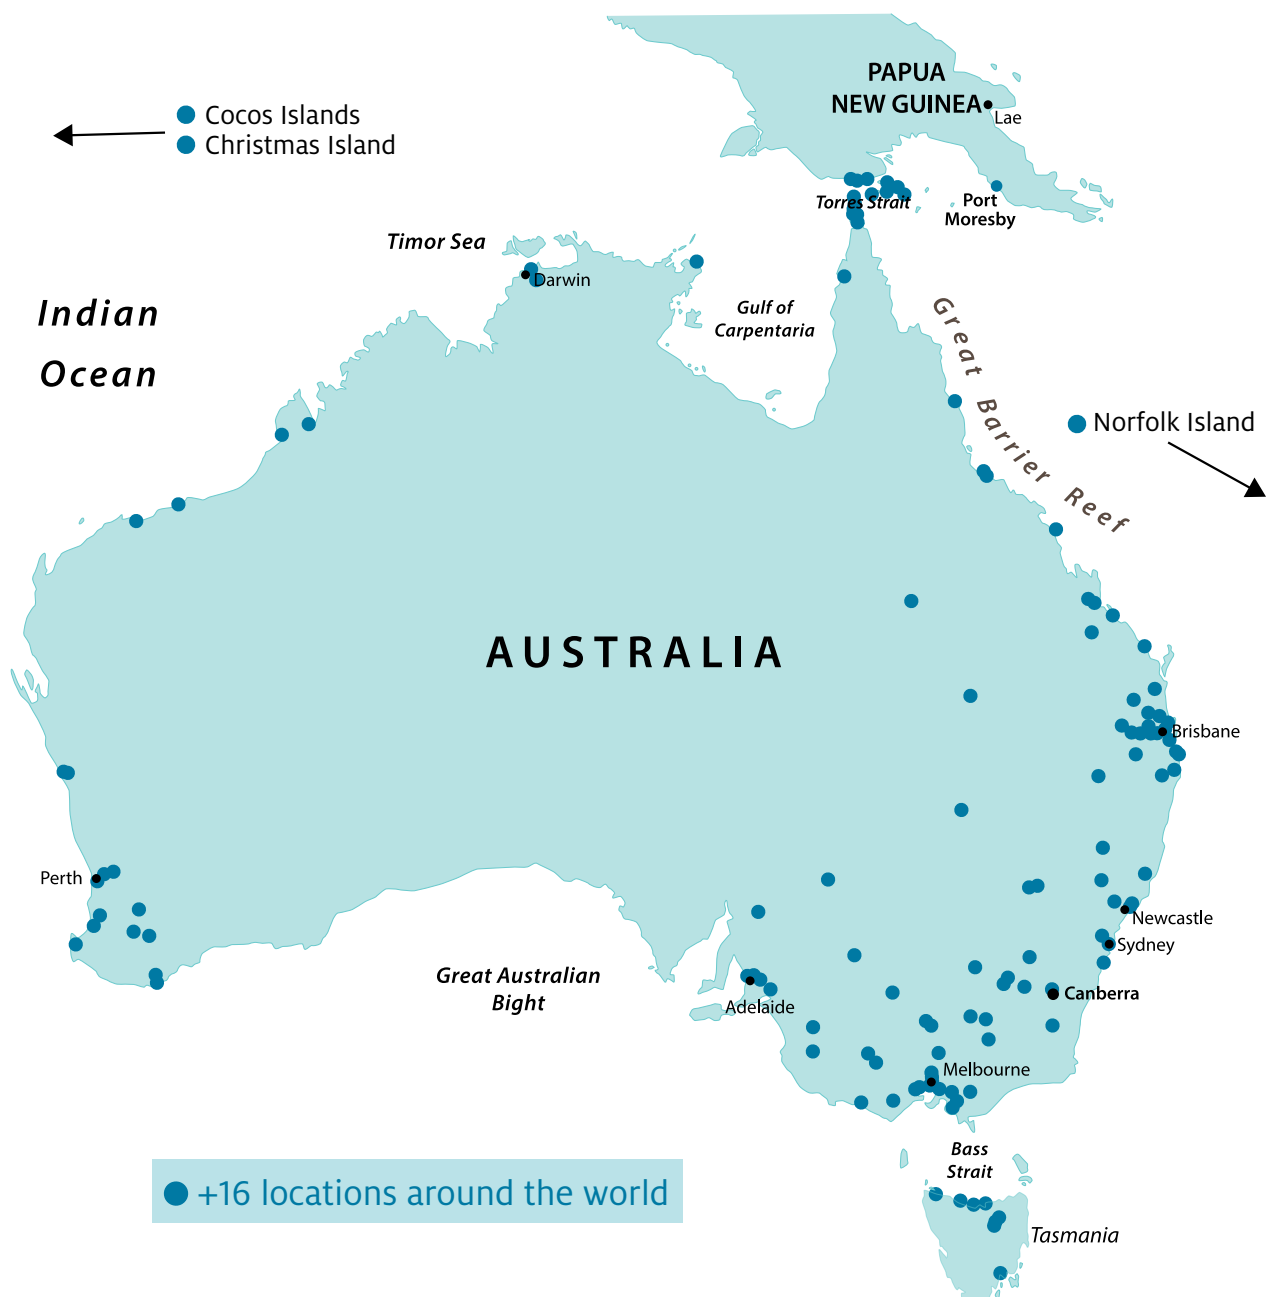 PAPUA
NEW GUINEA
Lae
Cocos Islands
Christmas Island
Torres Strait
Port
Moresby
Timor Sea
Darwin
Indian
Ocean
Gulf of
Carpentaria
Great Barrier Reef
Norfolk Island
AUSTRALIA
Brisbane
Perth
Newcastle
Sydney
Great Australian
Bight
Adelaide
Canberra
Melbourne
Bass
Strait
+16 locations around the world
Tasmania